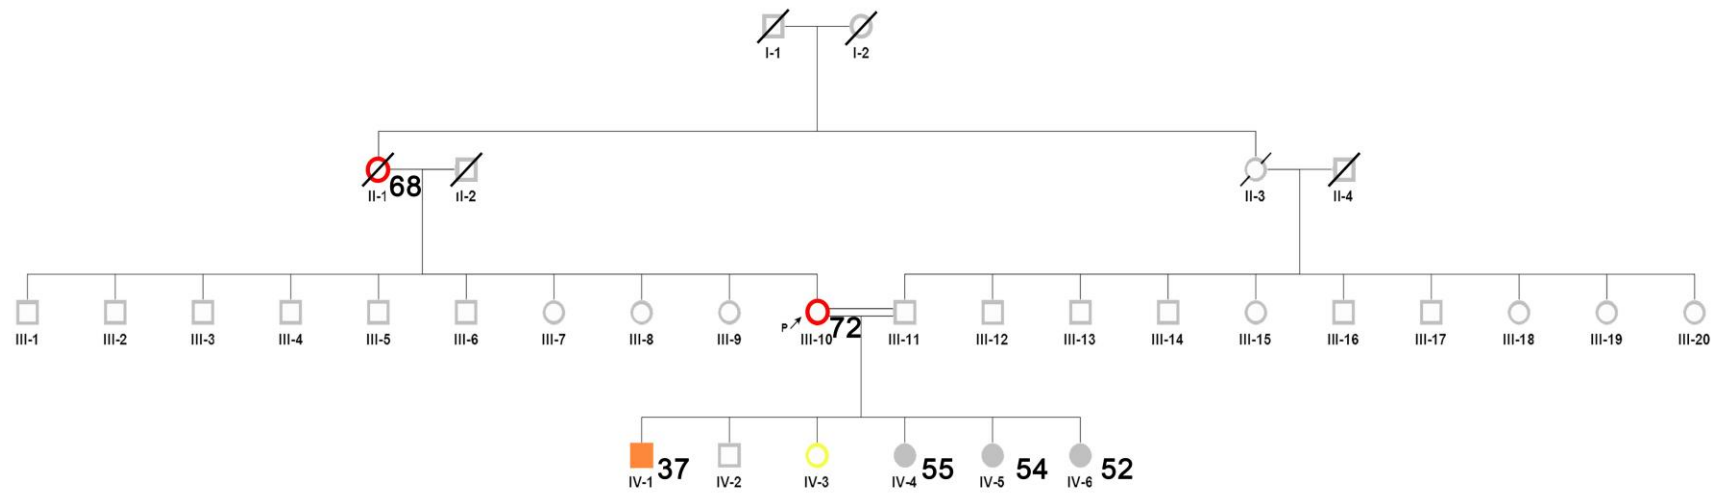 I-1 I-2
II-1 68 II-2 II-3 II-4
III-1 III-2 III-3 III-4 III-5 III-6 III-7 III-8 III-9 P III-10 72 III-11 III-12 III-13 III-14 III-15 III-16 III-17 III-18 III-19 III-20
IV-1 37 IV-2 IV-3 IV-4 55 IV-5 54 IV-6 52